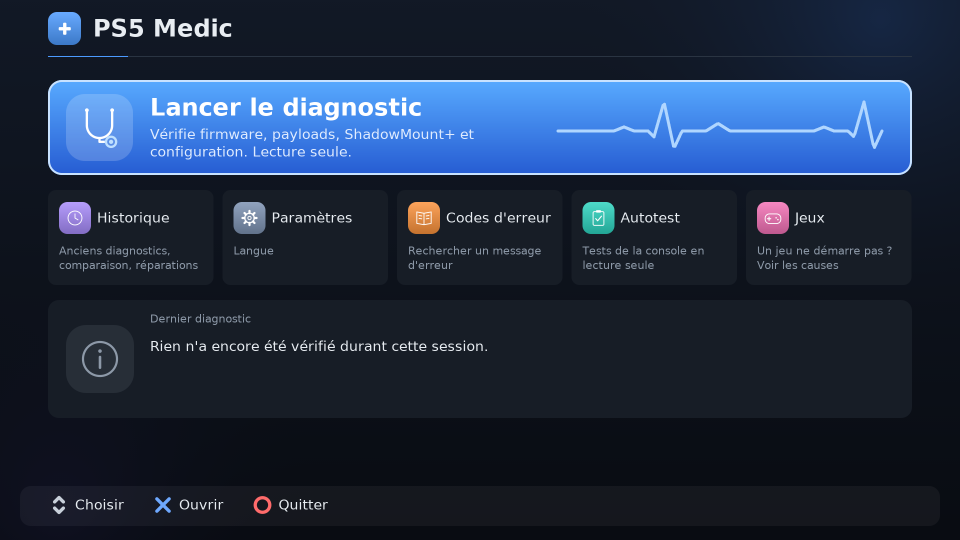 PS5 Medic
Lancer le diagnostic
Vérifie firmware, payloads, ShadowMount+ et
configuration. Lecture seule.
Historique
Anciens diagnostics,
comparaison, réparations
Paramètres
Langue
Codes d'erreur
Rechercher un message
d'erreur
Autotest
Tests de la console en
lecture seule
Jeux
Un jeu ne démarre pas ?
Voir les causes
Dernier diagnostic
Rien n'a encore été vérifié durant cette session.
Choisir
Ouvrir
Quitter